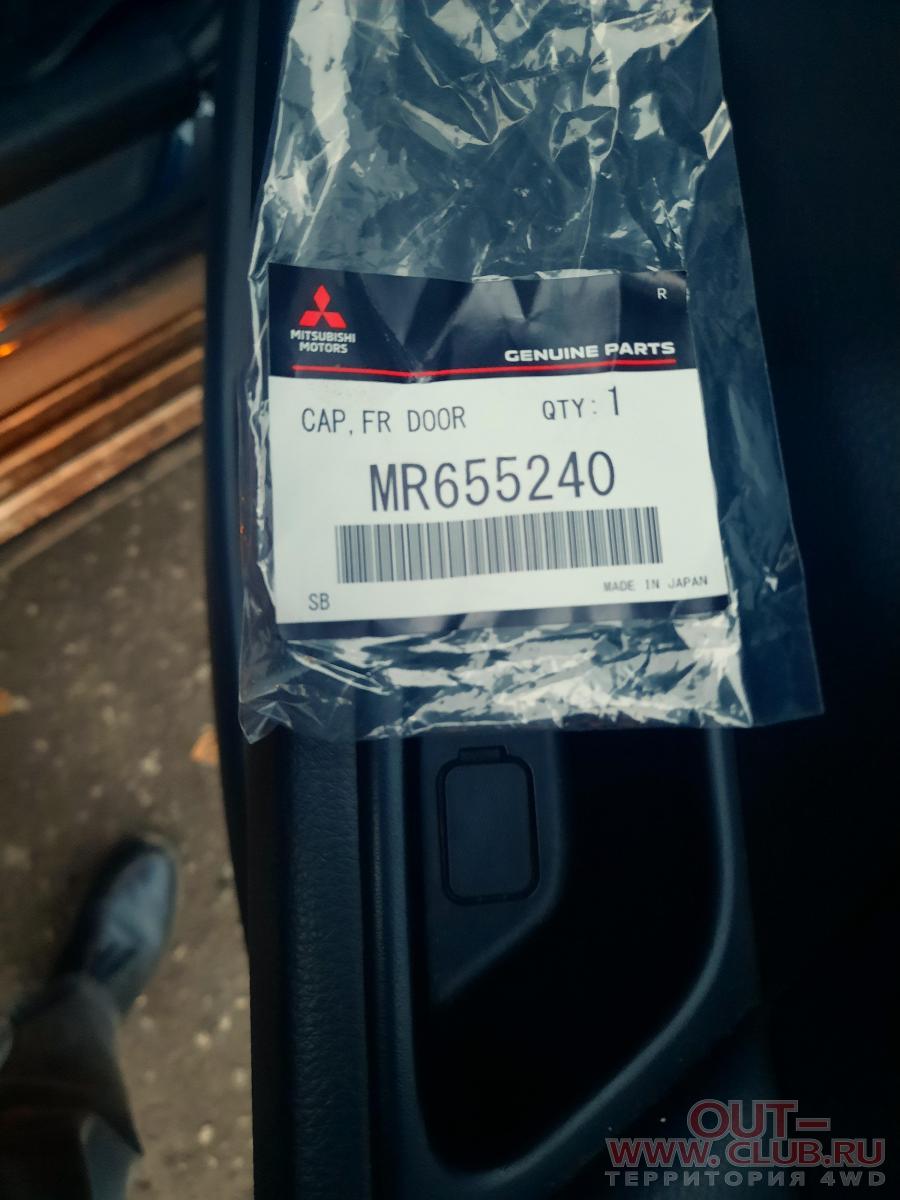 R
MITSUBISHI
MOTORS
GENUINE PARTS
CAP, FR DOOR QTY: 1
MR655240
MADE IN JAPAN
SB
OUT-
WWW.CLUB.RU
ТЕРРИТОРИЯ 4WD